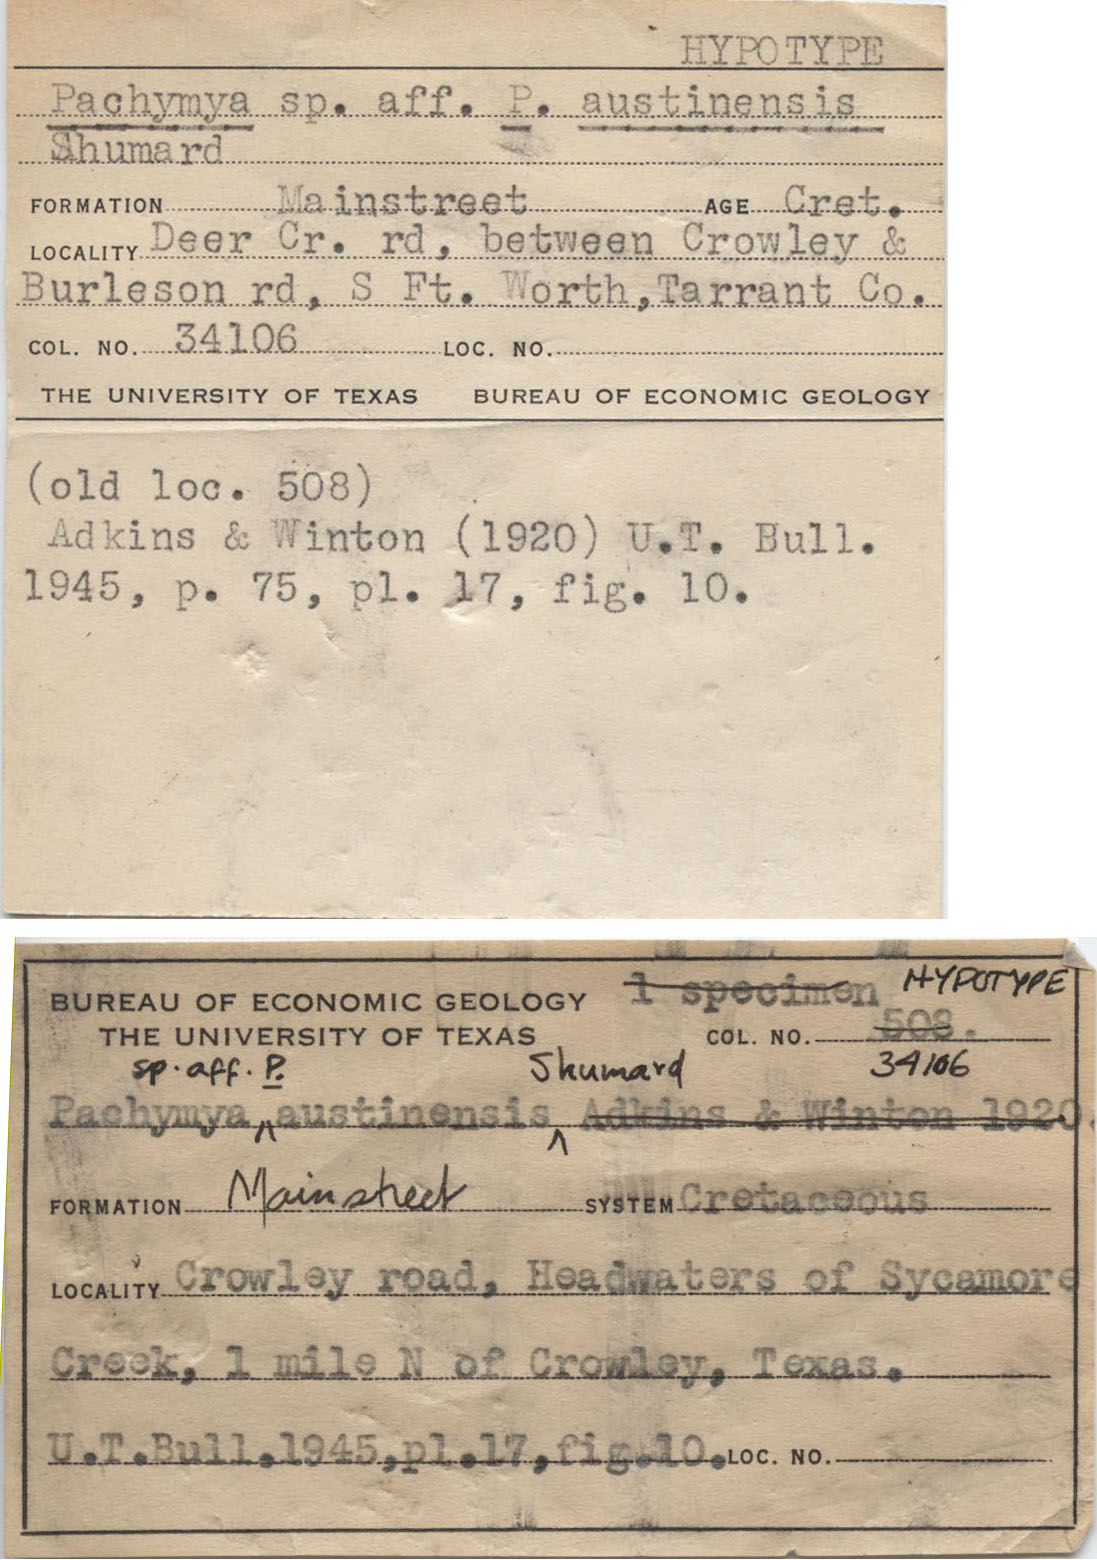 HYPOTYPE
Pachymya sp. aff. P. austinensis
Shumard
FORMATION Mainstreet AGE Cret.
LOCALITY Deer Cr. rd, between Crowley &
Burleson rd, S Ft. Worth, Tarrant Co.
COL. NO. 34106 LOC. NO.
THE UNIVERSITY OF TEXAS BUREAU OF ECONOMIC GEOLOGY
(old loc. 508)
Adkins & Winton (1920) U.T. Bull.
1945, p. 75, pl. 17, fig. 10.
1 specimen HYPOTYPE
BUREAU OF ECONOMIC GEOLOGY
THE UNIVERSITY OF TEXAS COL. NO. 508.
sp. aff. P. Shumard 34106
Pachymya austinensis Adkins & Winton 1920.
FORMATION Mainstreet SYSTEM Cretaceous
LOCALITY Crowley road, Headwaters of Sycamore
Creek, 1 mile N of Crowley, Texas.
U.T.Bull.1945,pl.17,fig.10. LOC. NO.